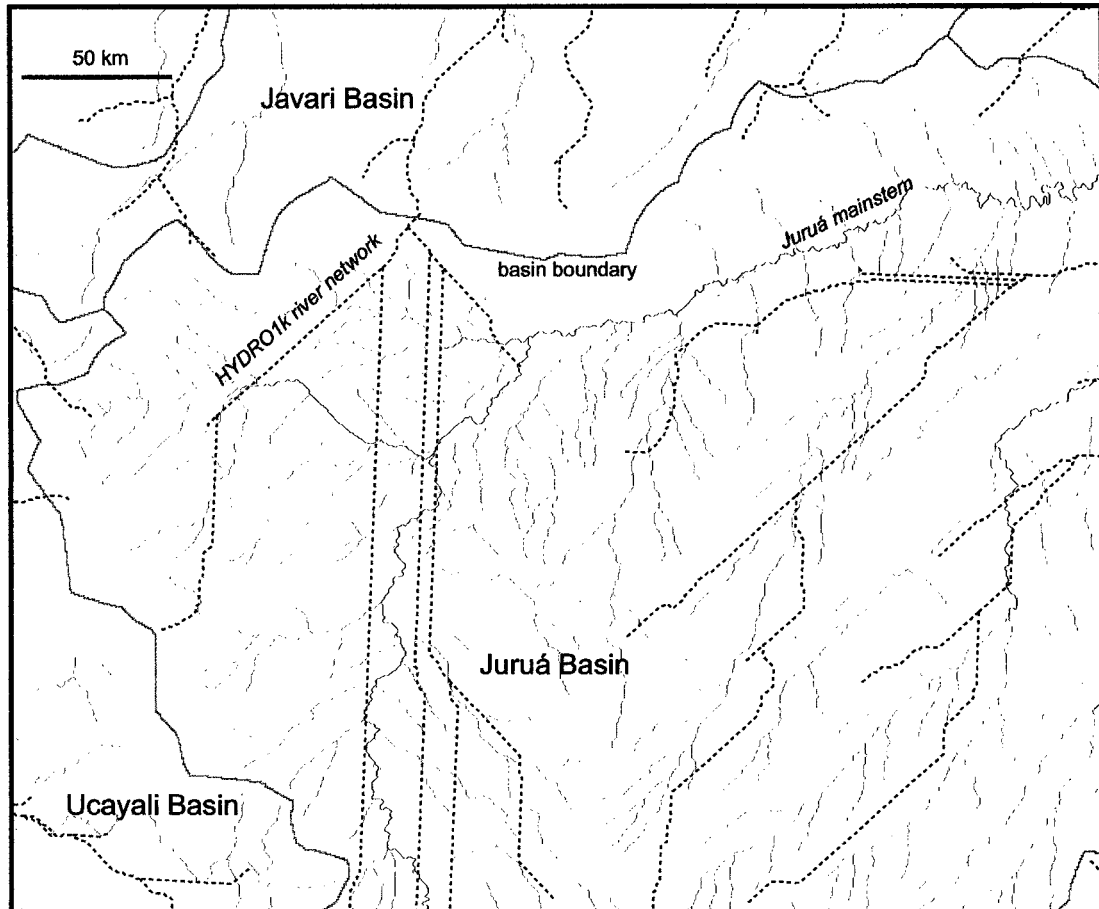 50 km
Javari Basin
Juruá mainstem
basin boundary
HYDRO1k river network
Juruá Basin
Ucayali Basin